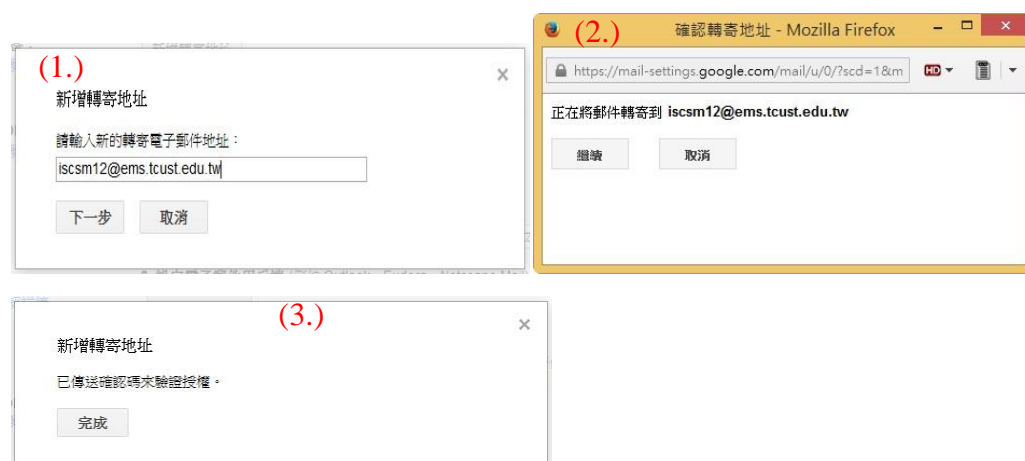 (1.)
新增轉寄地址
請輸入新的轉寄電子郵件地址：
iscsm12@ems.tcust.edu.tw
下一步 取消
(2.)
確認轉寄地址 - Mozilla Firefox
https://mail-settings.google.com/mail/u/0/?scd=1&m
正在將郵件轉寄到 iscsm12@ems.tcust.edu.tw
繼續 取消
(3.)
新增轉寄地址
已傳送確認碼來驗證授權。
完成